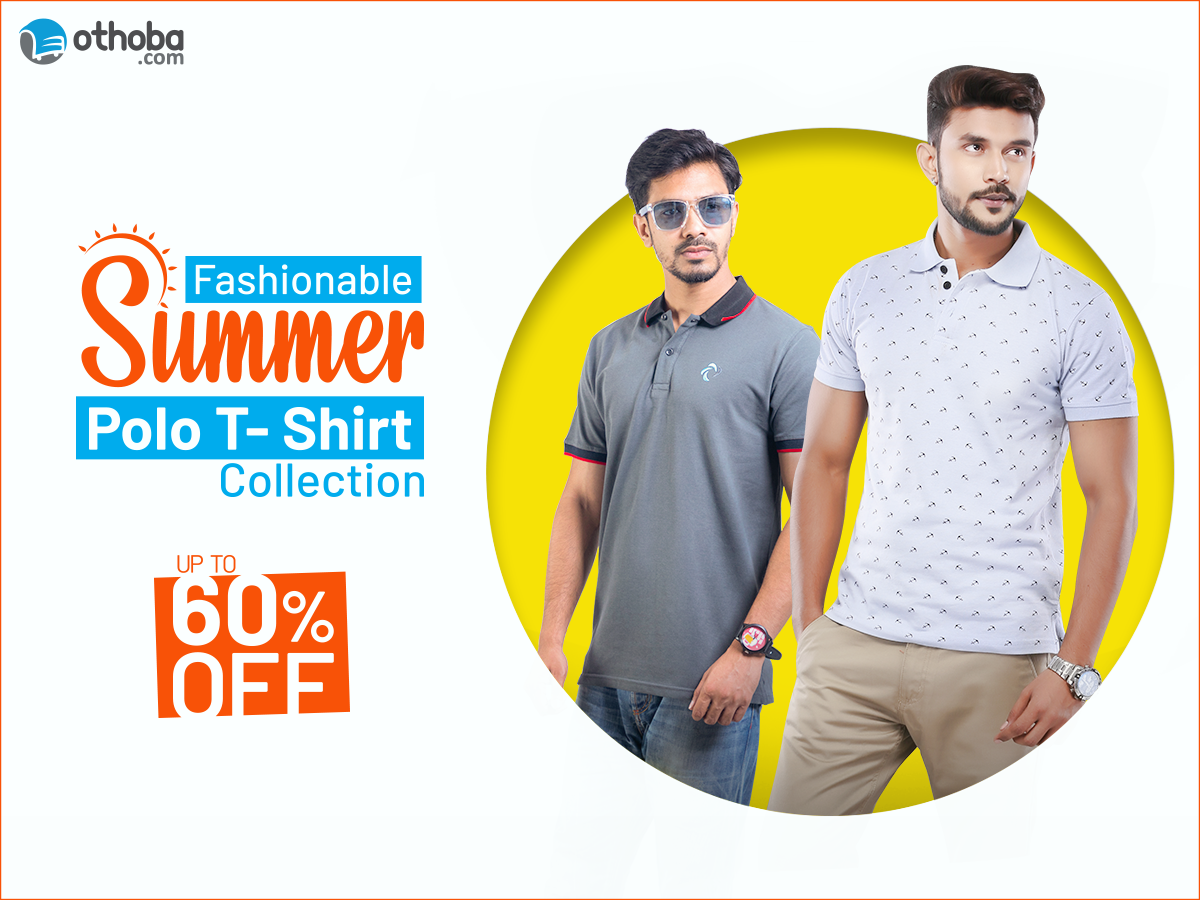 othoba
.com
Fashionable
Summer
Polo T- Shirt
Collection
UP TO
60%
OFF